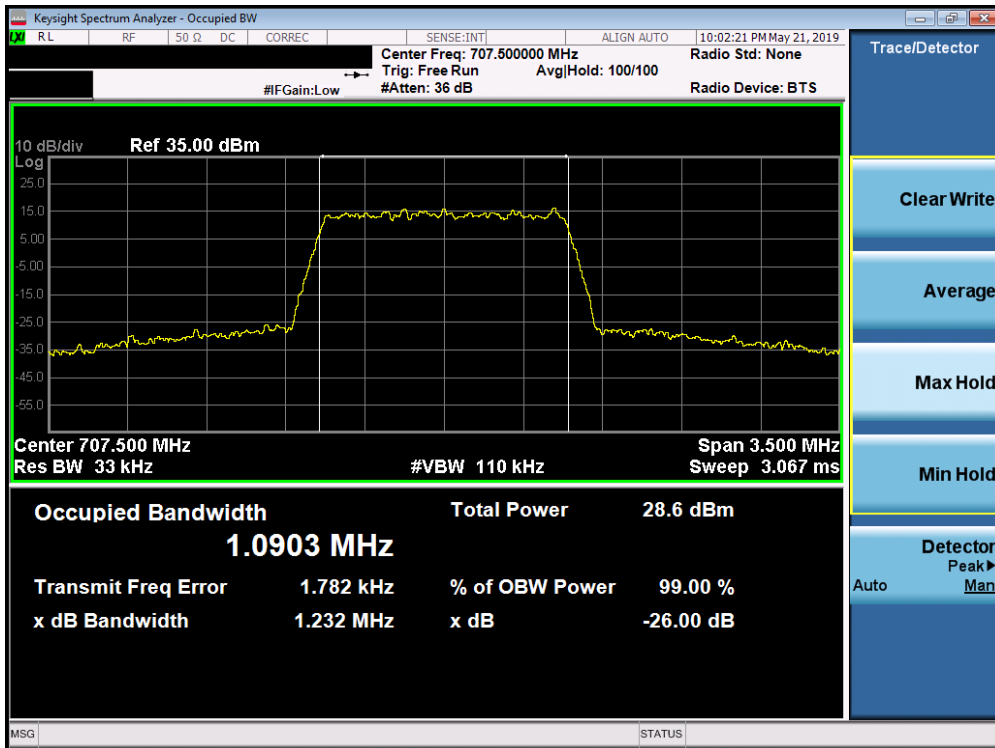 Keysight Spectrum Analyzer - Occupied BW
LXI RL RF 50 Ω DC CORREC SENSE:INT ALIGN AUTO 10:02:21 PM May 21, 2019
Center Freq: 707.500000 MHz Radio Std: None
Trig: Free Run Avg|Hold: 100/100
#IFGain:Low #Atten: 36 dB Radio Device: BTS
10 dB/div Ref 35.00 dBm
Log
25.0
15.0
5.00
-5.00
-15.0
-25.0
-35.0
-45.0
-55.0
Center 707.500 MHz Span 3.500 MHz
Res BW 33 kHz #VBW 110 kHz Sweep 3.067 ms
Occupied Bandwidth Total Power 28.6 dBm
1.0903 MHz
Transmit Freq Error 1.782 kHz % of OBW Power 99.00 %
x dB Bandwidth 1.232 MHz x dB -26.00 dB
MSG STATUS
Trace/Detector
Clear Write
Average
Max Hold
Min Hold
Detector
Peak▶
Auto Man